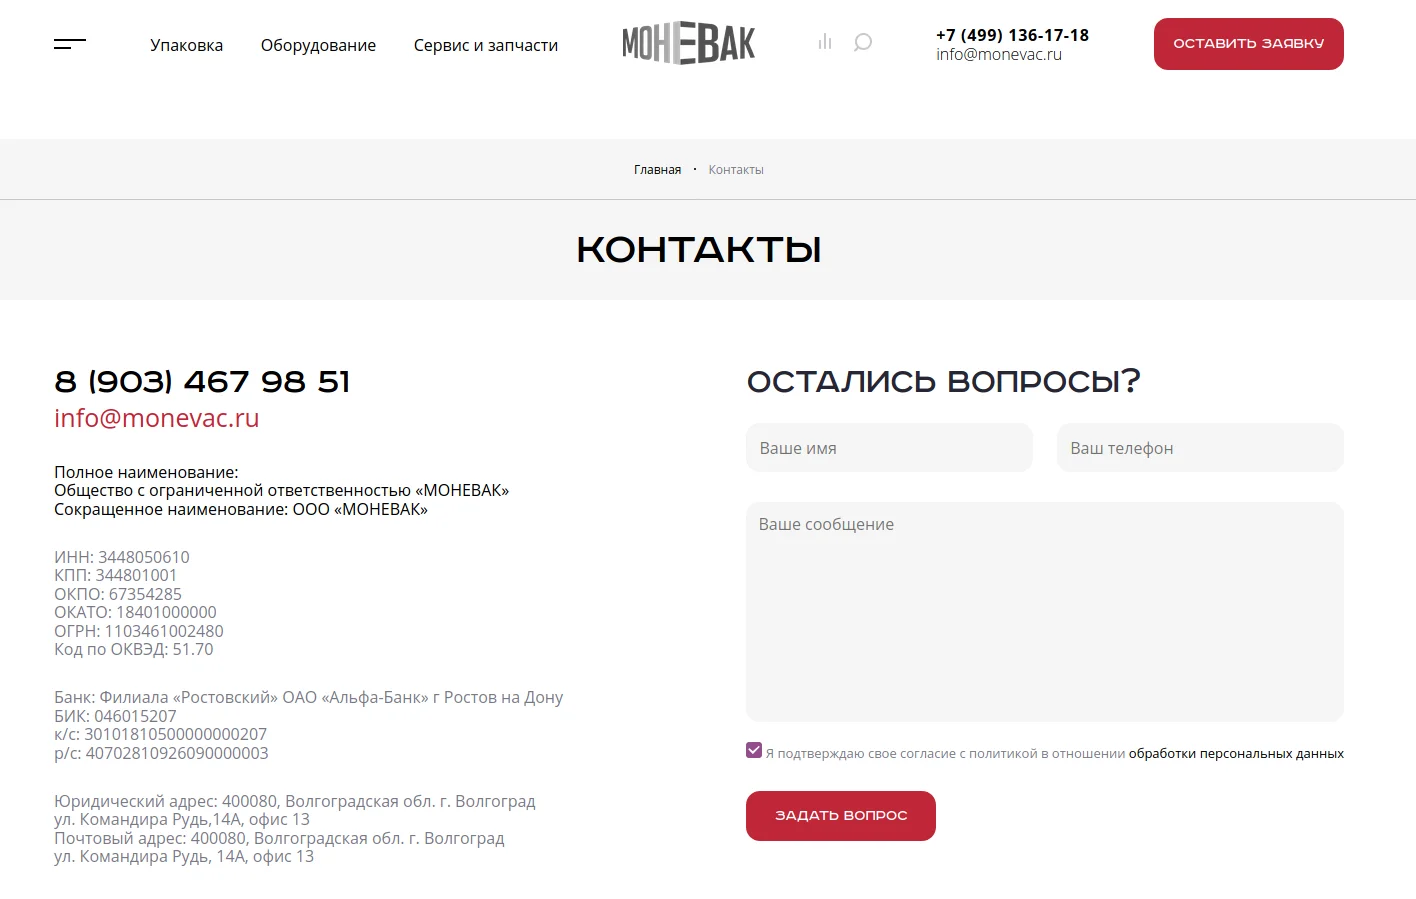 Упаковка
Оборудование
Сервис и запчасти
МОНЕВАК
+7 (499) 136-17-18
info@monevac.ru
ОСТАВИТЬ ЗАЯВКУ
Главная · Контакты
КОНТАКТЫ
8 (903) 467 98 51
info@monevac.ru
Полное наименование:
Общество с ограниченной ответственностью «МОНЕВАК»
Сокращенное наименование: ООО «МОНЕВАК»
ИНН: 3448050610
КПП: 344801001
ОКПО: 67354285
ОКАТО: 18401000000
ОГРН: 1103461002480
Код по ОКВЭД: 51.70
Банк: Филиала «Ростовский» ОАО «Альфа-Банк» г Ростов на Дону
БИК: 046015207
к/с: 30101810500000000207
р/с: 40702810926090000003
Юридический адрес: 400080, Волгоградская обл. г. Волгоград
ул. Командира Рудь,14А, офис 13
Почтовый адрес: 400080, Волгоградская обл. г. Волгоград
ул. Командира Рудь, 14А, офис 13
ОСТАЛИСЬ ВОПРОСЫ?
Ваше имя
Ваш телефон
Ваше сообщение
Я подтверждаю свое согласие с политикой в отношении обработки персональных данных
ЗАДАТЬ ВОПРОС